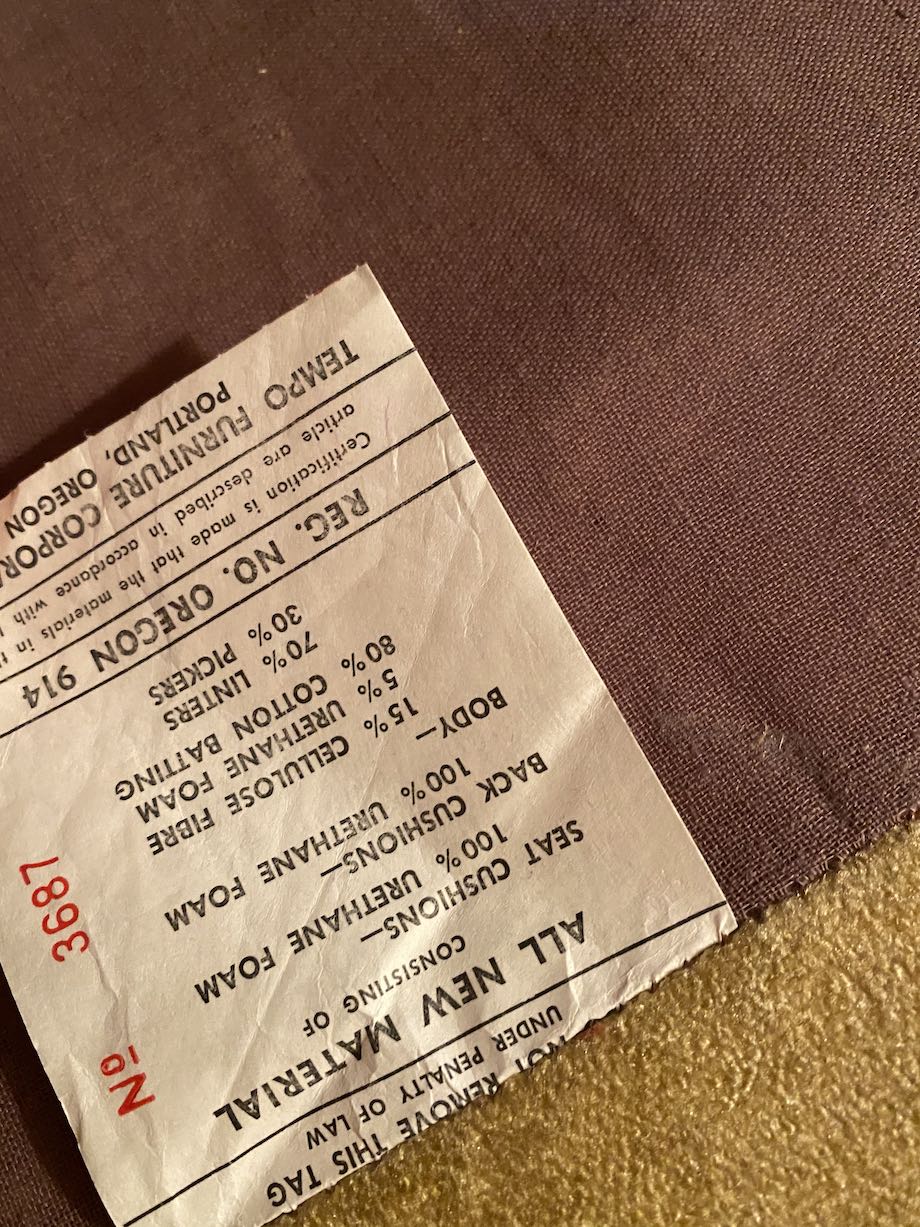 NOT REMOVE THIS TAG
UNDER PENALTY OF LAW
ALL NEW MATERIAL
CONSISTING OF
SEAT CUSHIONS—
100% URETHANE FOAM
BACK CUSHIONS—
100% URETHANE FOAM
BODY—
15% CELLULOSE FIBRE
5% URETHANE FOAM
80% COTTON BATTING
70% LINTERS
30% PICKERS
Nº 3687
REG. NO. OREGON 914
Certification is made that the materials in
article are described in accordance with
TEMPO FURNITURE CORPORA
PORTLAND, OREGON